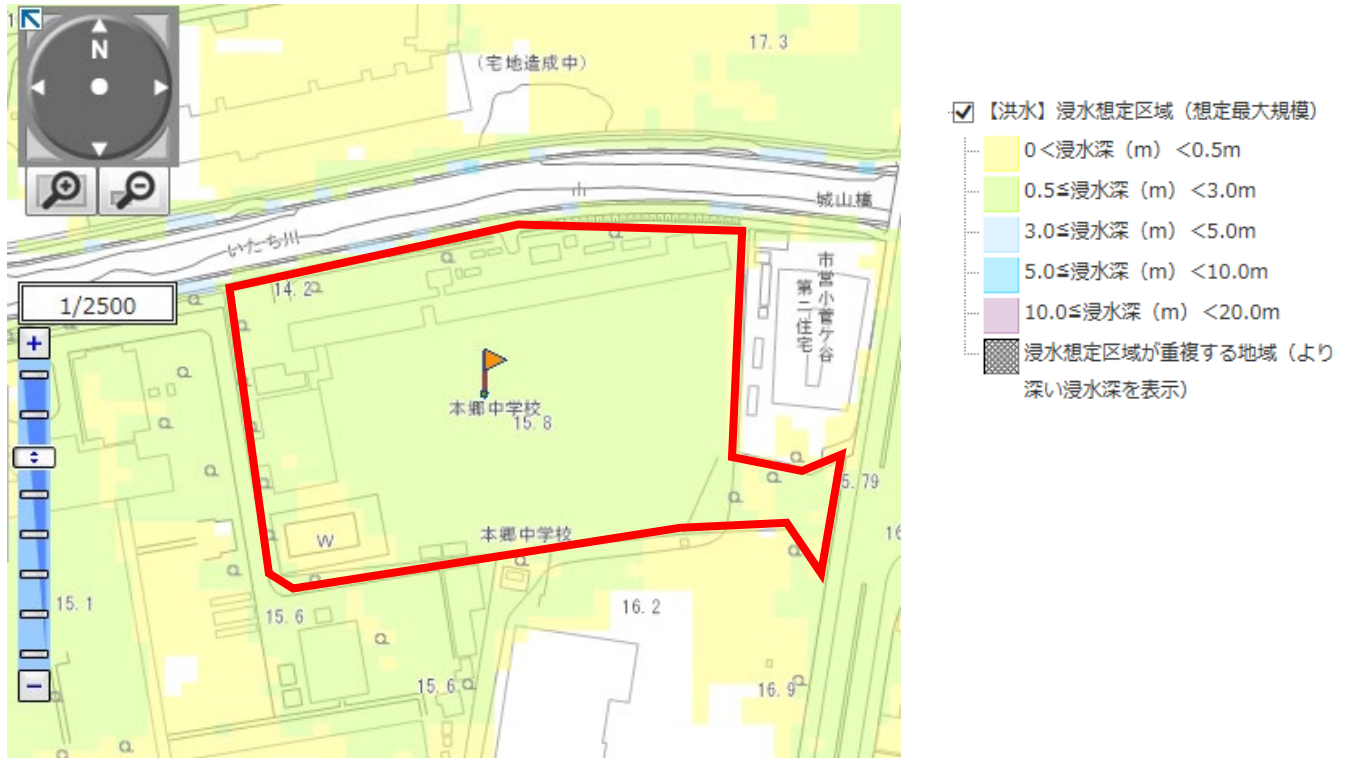 N
17.3
(宅地造成中)
城山橋
川
いたち川
1/2500
14.2
市営小菅ケ谷
第二住宅
本郷中学校
15.8
5.79
本郷中学校
W
16
15.1
15.6
16.2
15.6
16.9
【洪水】浸水想定区域（想定最大規模）
0＜浸水深（m）＜0.5m
0.5≦浸水深（m）＜3.0m
3.0≦浸水深（m）＜5.0m
5.0≦浸水深（m）＜10.0m
10.0≦浸水深（m）＜20.0m
浸水想定区域が重複する地域（より
深い浸水深を表示）